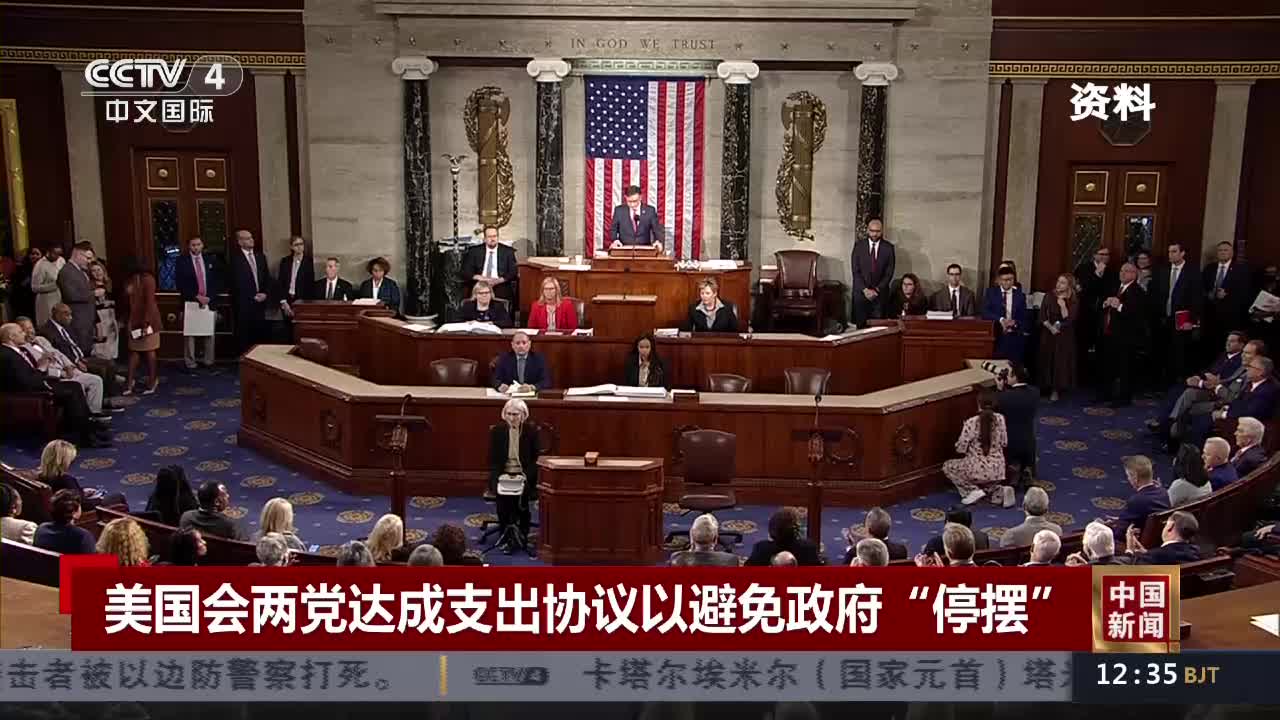 IN GOD WE TRUST
CCTV 4
中文国际
资料
美国会两党达成支出协议以避免政府“停摆”
中国
新闻
击者被以边防警察打死。 CCTV 4 卡塔尔埃米尔（国家元首）塔
12:35 BJT